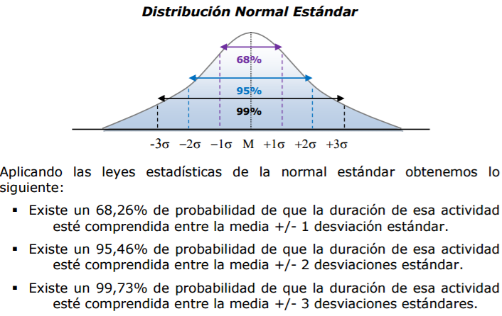 Distribución Normal Estándar
68%
95%
99%
-3σ -2σ -1σ M +1σ +2σ +3σ
Aplicando las leyes estadísticas de la normal estándar obtenemos lo
siguiente:
▪ Existe un 68,26% de probabilidad de que la duración de esa actividad
esté comprendida entre la media +/- 1 desviación estándar.
▪ Existe un 95,46% de probabilidad de que la duración de esa actividad
esté comprendida entre la media +/- 2 desviaciones estándar.
▪ Existe un 99,73% de probabilidad de que la duración de esa actividad
esté comprendida entre la media +/- 3 desviaciones estándares.